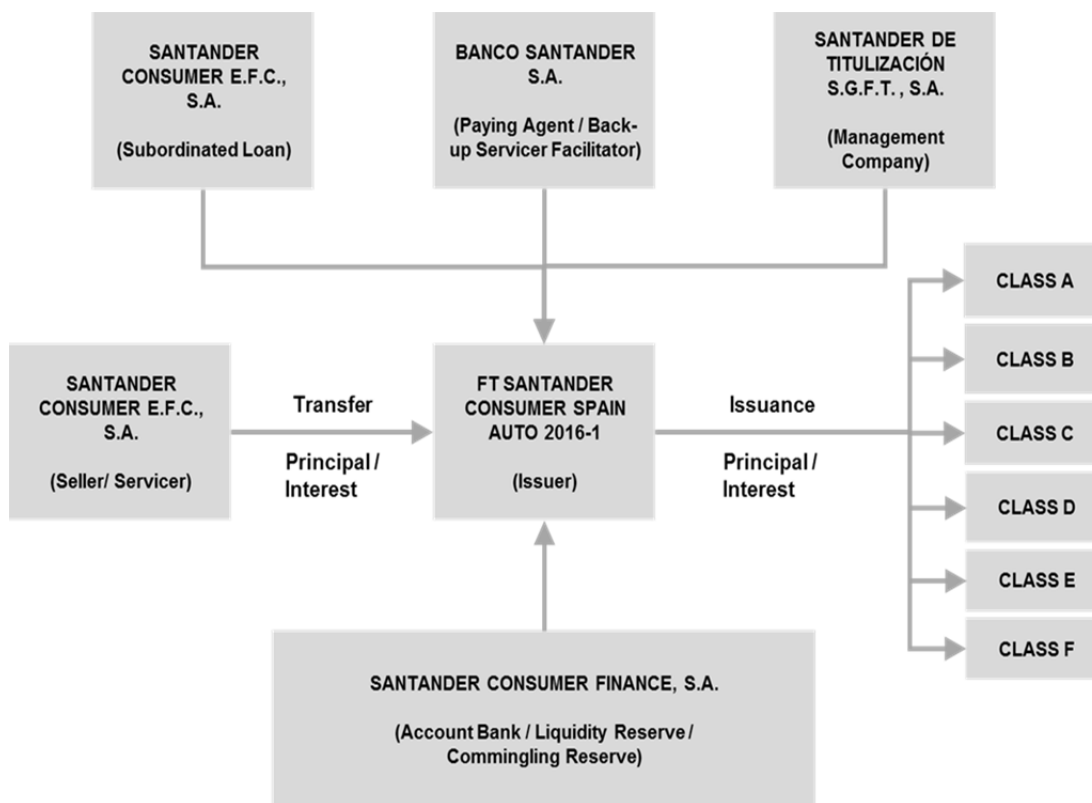 SANTANDER
CONSUMER E.F.C.,
S.A.
(Subordinated Loan)
BANCO SANTANDER
S.A.
(Paying Agent / Back-
up Servicer Facilitator)
SANTANDER DE
TITULIZACIÓN
S.G.F.T. , S.A.
(Management
Company)
SANTANDER
CONSUMER E.F.C.,
S.A.
(Seller/ Servicer)
Transfer
Principal /
Interest
FT SANTANDER
CONSUMER SPAIN
AUTO 2016-1
(Issuer)
Issuance
Principal /
Interest
CLASS A
CLASS B
CLASS C
CLASS D
CLASS E
CLASS F
SANTANDER CONSUMER FINANCE, S.A.
(Account Bank / Liquidity Reserve /
Commingling Reserve)